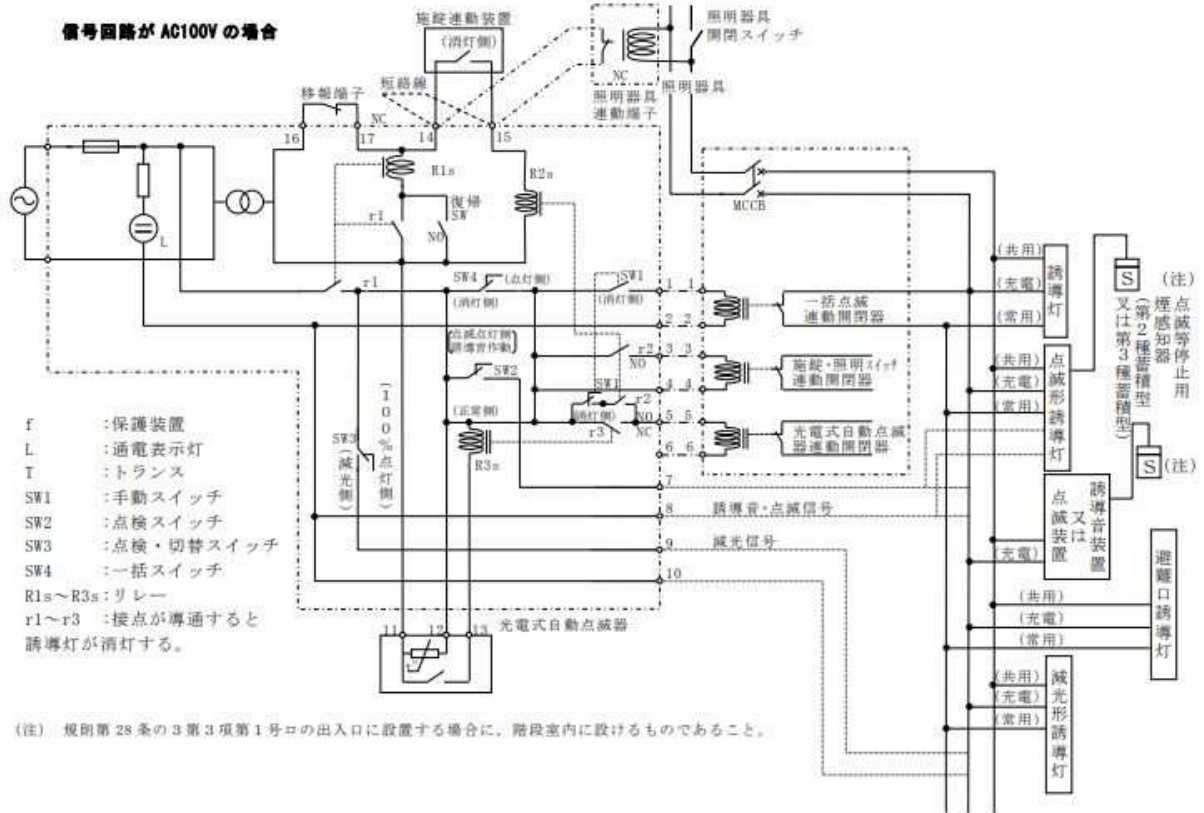 信号回路が AC100V の場合
施錠連動装置
(消灯側)
照明器具
開閉スイッチ
短絡線
移報端子
NC
NC
照明器具
照明器具
連動端子
16
17
14
15
R1s
R2s
r1
復帰
SW
NO
L
MCCB
r1
SW4
(点灯側)
(消灯側)
SW1
(消灯側)
1 1
2 2
一括点滅
連動開閉器
(点滅点灯側
誘導音作動)
SW2
r2
NO
3 3
4 4
施錠・照明スイッチ
連動開閉器
SW1
r2
(正常側)
(消灯側)
NO
NC
r3
R3s
5 5
6 6
光電式自動点滅
器連動開閉器
SW3(減光側)
(100%点灯側)
7
8
誘導音・点滅信号
9
減光信号
10
11
12
13
光電式自動点滅器
(共用)
(充電)
(常用)
誘導灯
S
(注)
点滅等停止用
煙感知器
(第2種蓄積型
又は第3種蓄積型)
(共用)
(充電)
(常用)
点滅形誘導灯
S
(注)
(充電)
誘導音装置
又は
点滅装置
(共用)
(充電)
(常用)
避難口誘導灯
(共用)
(充電)
(常用)
減光形誘導灯
f :保護装置
L :通電表示灯
T :トランス
SW1 :手動スイッチ
SW2 :点検スイッチ
SW3 :点検・切替スイッチ
SW4 :一括スイッチ
R1s～R3s:リレー
r1～r3 :接点が導通すると
誘導灯が消灯する。
(注) 規則第28条の3第3項第1号ロの出入口に設置する場合に、階段室内に設けるものであること。